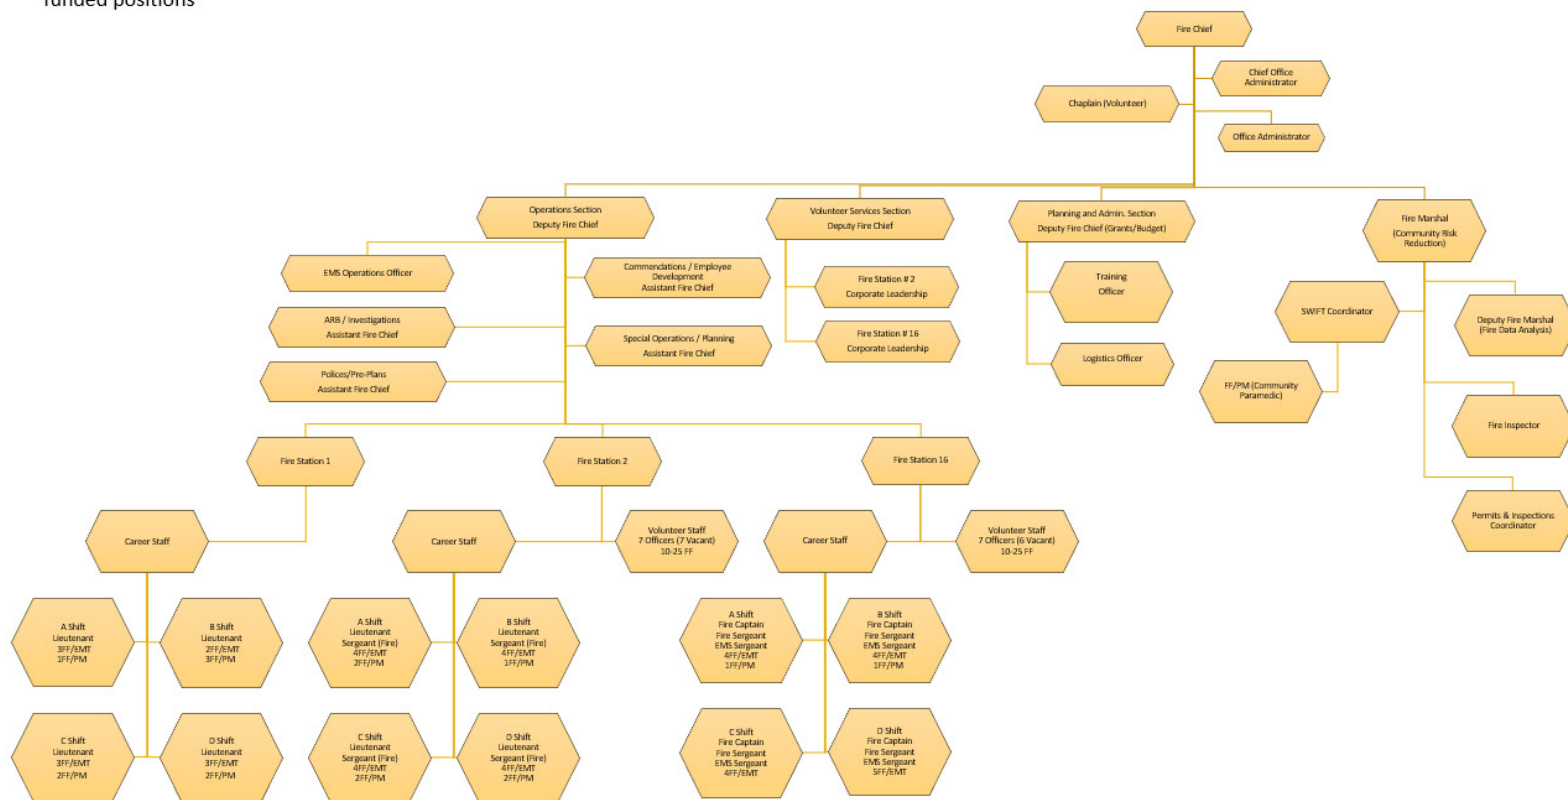 funded positions
Fire Chief
Chief Office
Administrator
Chaplain (Volunteer)
Office Administrator
Operations Section
Deputy Fire Chief
Volunteer Services Section
Deputy Fire Chief
Planning and Admin. Section
Deputy Fire Chief (Grants/Budget)
Fire Marshal
(Community Risk
Reduction)
EMS Operations Officer
Commendations / Employee
Development
Assistant Fire Chief
ARB / Investigations
Assistant Fire Chief
Special Operations / Planning
Assistant Fire Chief
Polices/Pre-Plans
Assistant Fire Chief
Fire Station # 2
Corporate Leadership
Fire Station # 16
Corporate Leadership
Training
Officer
Logistics Officer
SWIFT Coordinator
FF/PM (Community
Paramedic)
Deputy Fire Marshal
(Fire Data Analysis)
Fire Inspector
Permits & Inspections
Coordinator
Fire Station 1
Fire Station 2
Fire Station 16
Career Staff
Career Staff
Volunteer Staff
7 Officers (7 Vacant)
10-25 FF
Career Staff
Volunteer Staff
7 Officers (6 Vacant)
10-25 FF
A Shift
Lieutenant
3FF/EMT
1FF/PM
B Shift
Lieutenant
2FF/EMT
3FF/PM
A Shift
Lieutenant
Sergeant (Fire)
4FF/EMT
2FF/PM
B Shift
Lieutenant
Sergeant (Fire)
4FF/EMT
1FF/PM
A Shift
Fire Captain
Fire Sergeant
EMS Sergeant
4FF/EMT
1FF/PM
B Shift
Fire Captain
Fire Sergeant
EMS Sergeant
4FF/EMT
1FF/PM
C Shift
Lieutenant
3FF/EMT
2FF/PM
D Shift
Lieutenant
3FF/EMT
2FF/PM
C Shift
Lieutenant
Sergeant (Fire)
4FF/EMT
2FF/PM
D Shift
Lieutenant
Sergeant (Fire)
4FF/EMT
2FF/PM
C Shift
Fire Captain
Fire Sergeant
EMS Sergeant
4FF/EMT
D Shift
Fire Captain
Fire Sergeant
EMS Sergeant
5FF/EMT